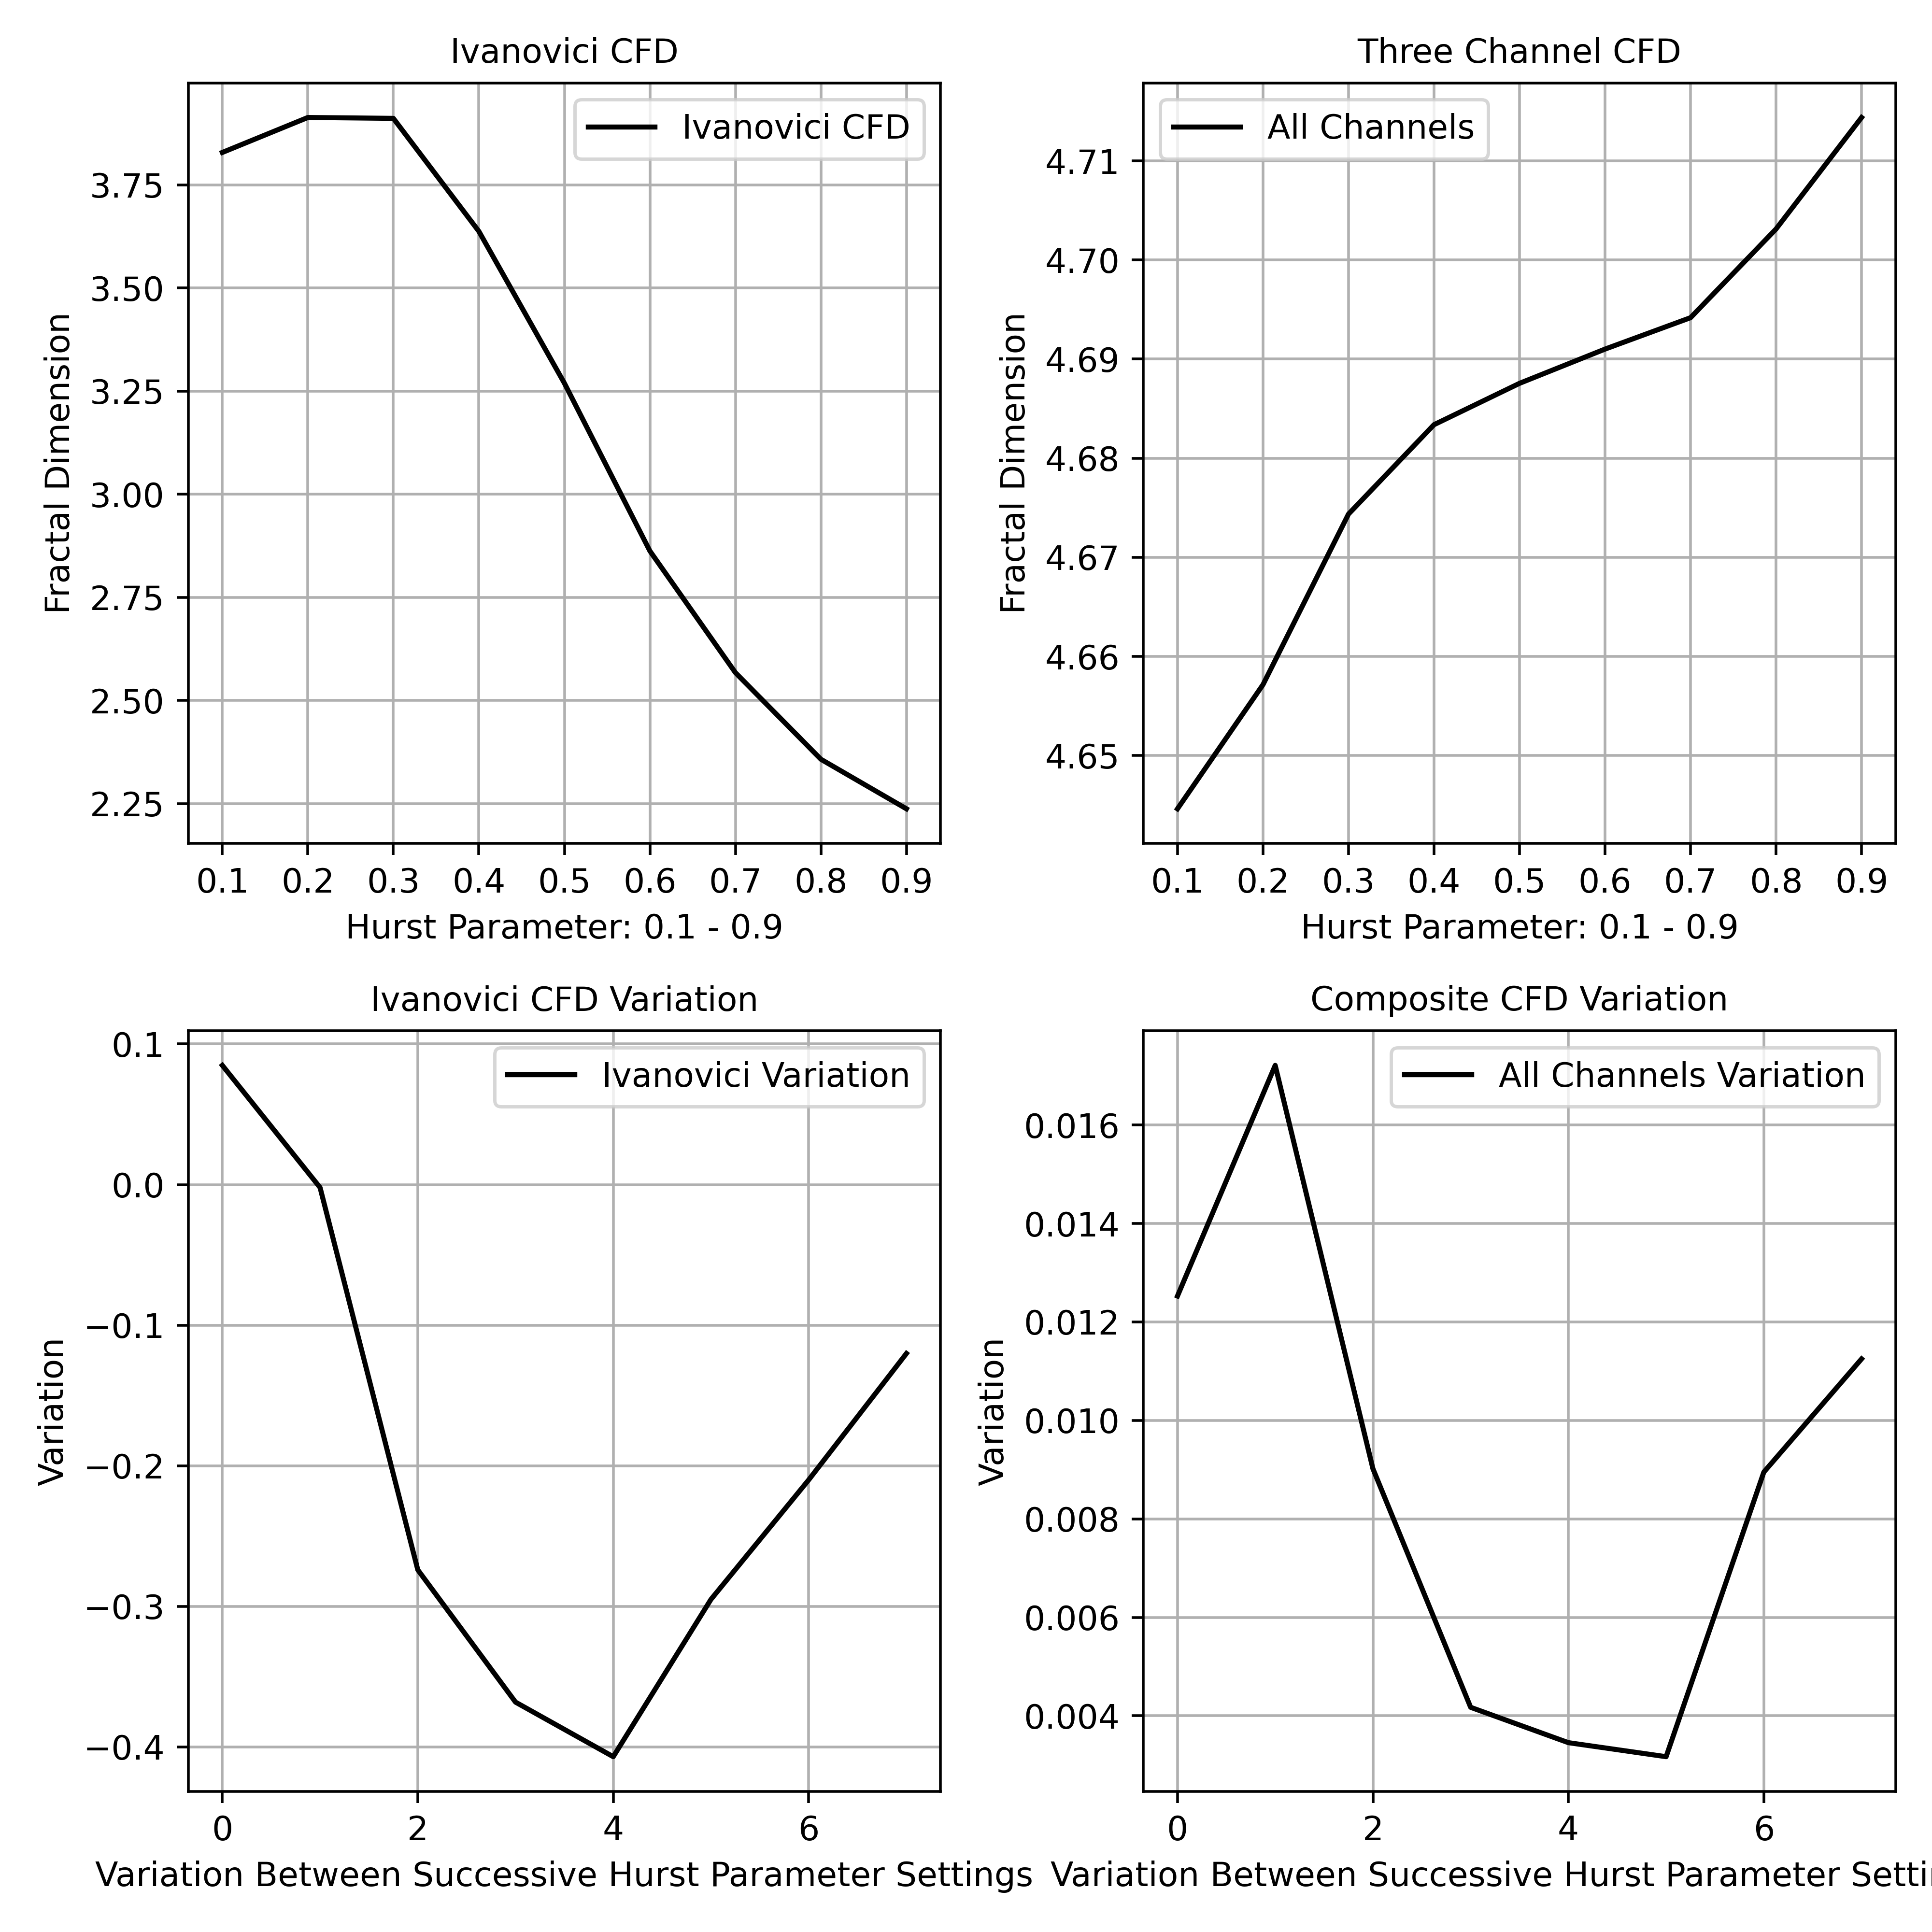 Ivanovici CFD
Ivanovici CFD
3.75
3.50
3.25
3.00
2.75
2.50
2.25
Fractal Dimension
0.1 0.2 0.3 0.4 0.5 0.6 0.7 0.8 0.9
Hurst Parameter: 0.1 - 0.9
Three Channel CFD
All Channels
4.71
4.70
4.69
4.68
4.67
4.66
4.65
Fractal Dimension
0.1 0.2 0.3 0.4 0.5 0.6 0.7 0.8 0.9
Hurst Parameter: 0.1 - 0.9
Ivanovici CFD Variation
Ivanovici Variation
0.1
0.0
−0.1
−0.2
−0.3
−0.4
Variation
0 2 4 6
Variation Between Successive Hurst Parameter Settings
Composite CFD Variation
All Channels Variation
0.016
0.014
0.012
0.010
0.008
0.006
0.004
Variation
0 2 4 6
Variation Between Successive Hurst Parameter